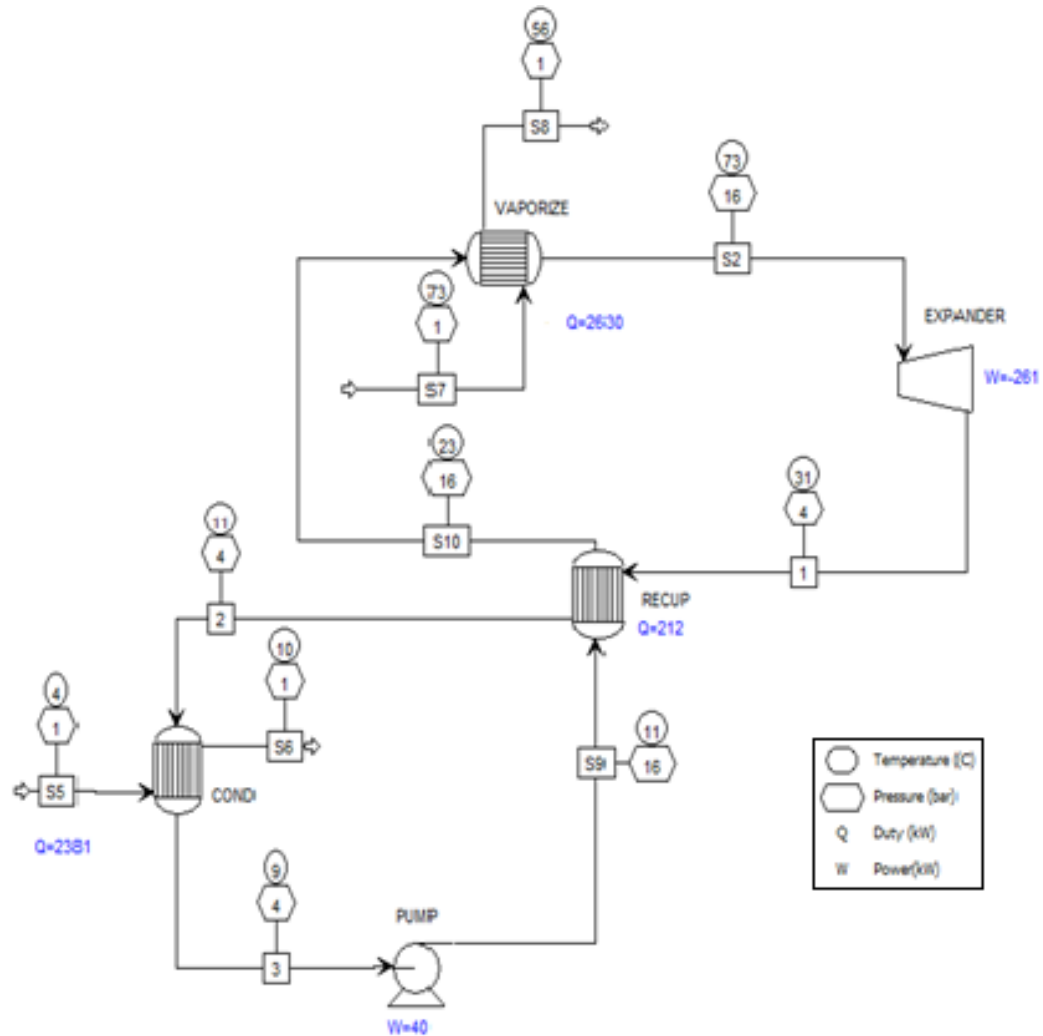 56
1
S8
73
16
VAPORIZE
S2
73
1
EXPANDER
Q=2630
S7
W=-261
23
16
31
4
11
4
S10
1
RECUP
2
Q=212
10
1
4
1
11
16
S9
S6
S5
COND
Temperature (C)
Pressure (bar)
Q Duty (kW)
W Power(kW)
Q=2381
9
4
PUMP
3
W=40